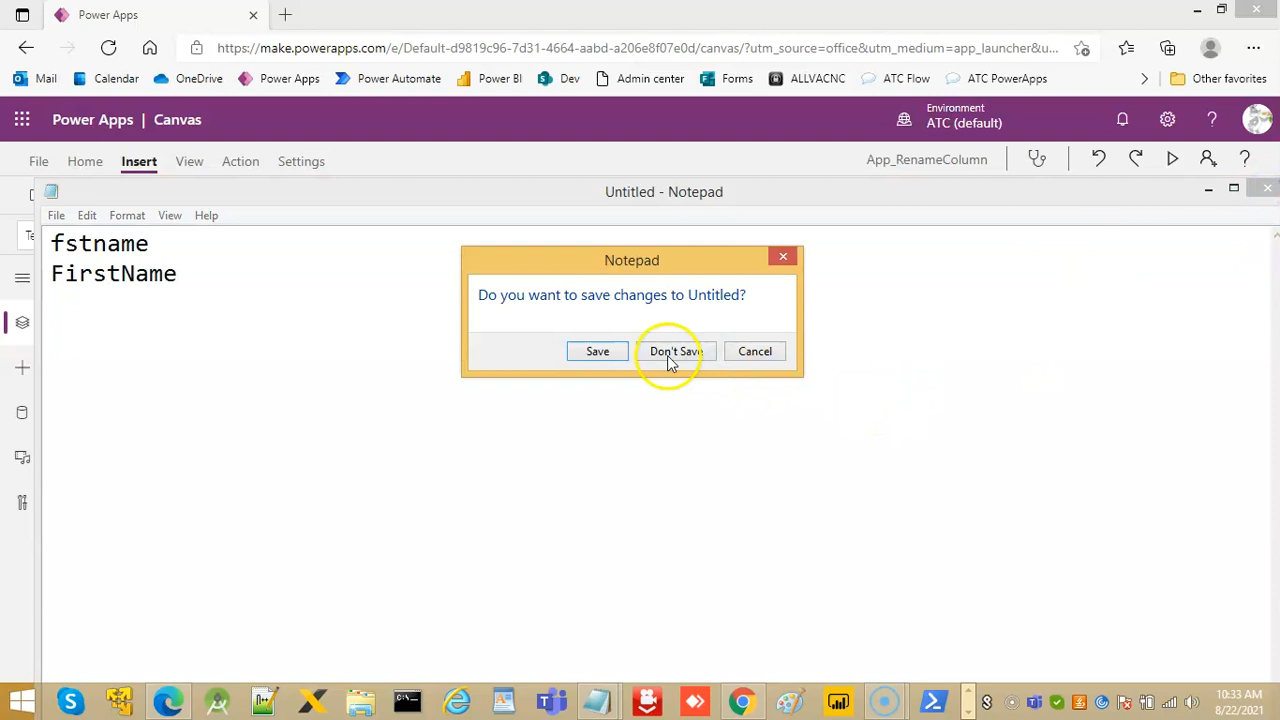 Power Apps
https://make.powerapps.com/e/Default-d9819c96-7d31-4464-aabd-a206e8f07e0d/canvas/?utm_source=office&utm_medium=app_launcher&u...
Mail Calendar OneDrive Power Apps Power Automate Power BI Dev Admin center Forms ALLVACNC ATC Flow ATC PowerApps Other favorites
Power Apps | Canvas
Environment
ATC (default)
File Home Insert View Action Settings App_RenameColumn
Untitled - Notepad
File Edit Format View Help
Te
fstname
FirstName
Notepad
Do you want to save changes to Untitled?
Save Don't Save Cancel
10:33 AM
8/22/2021